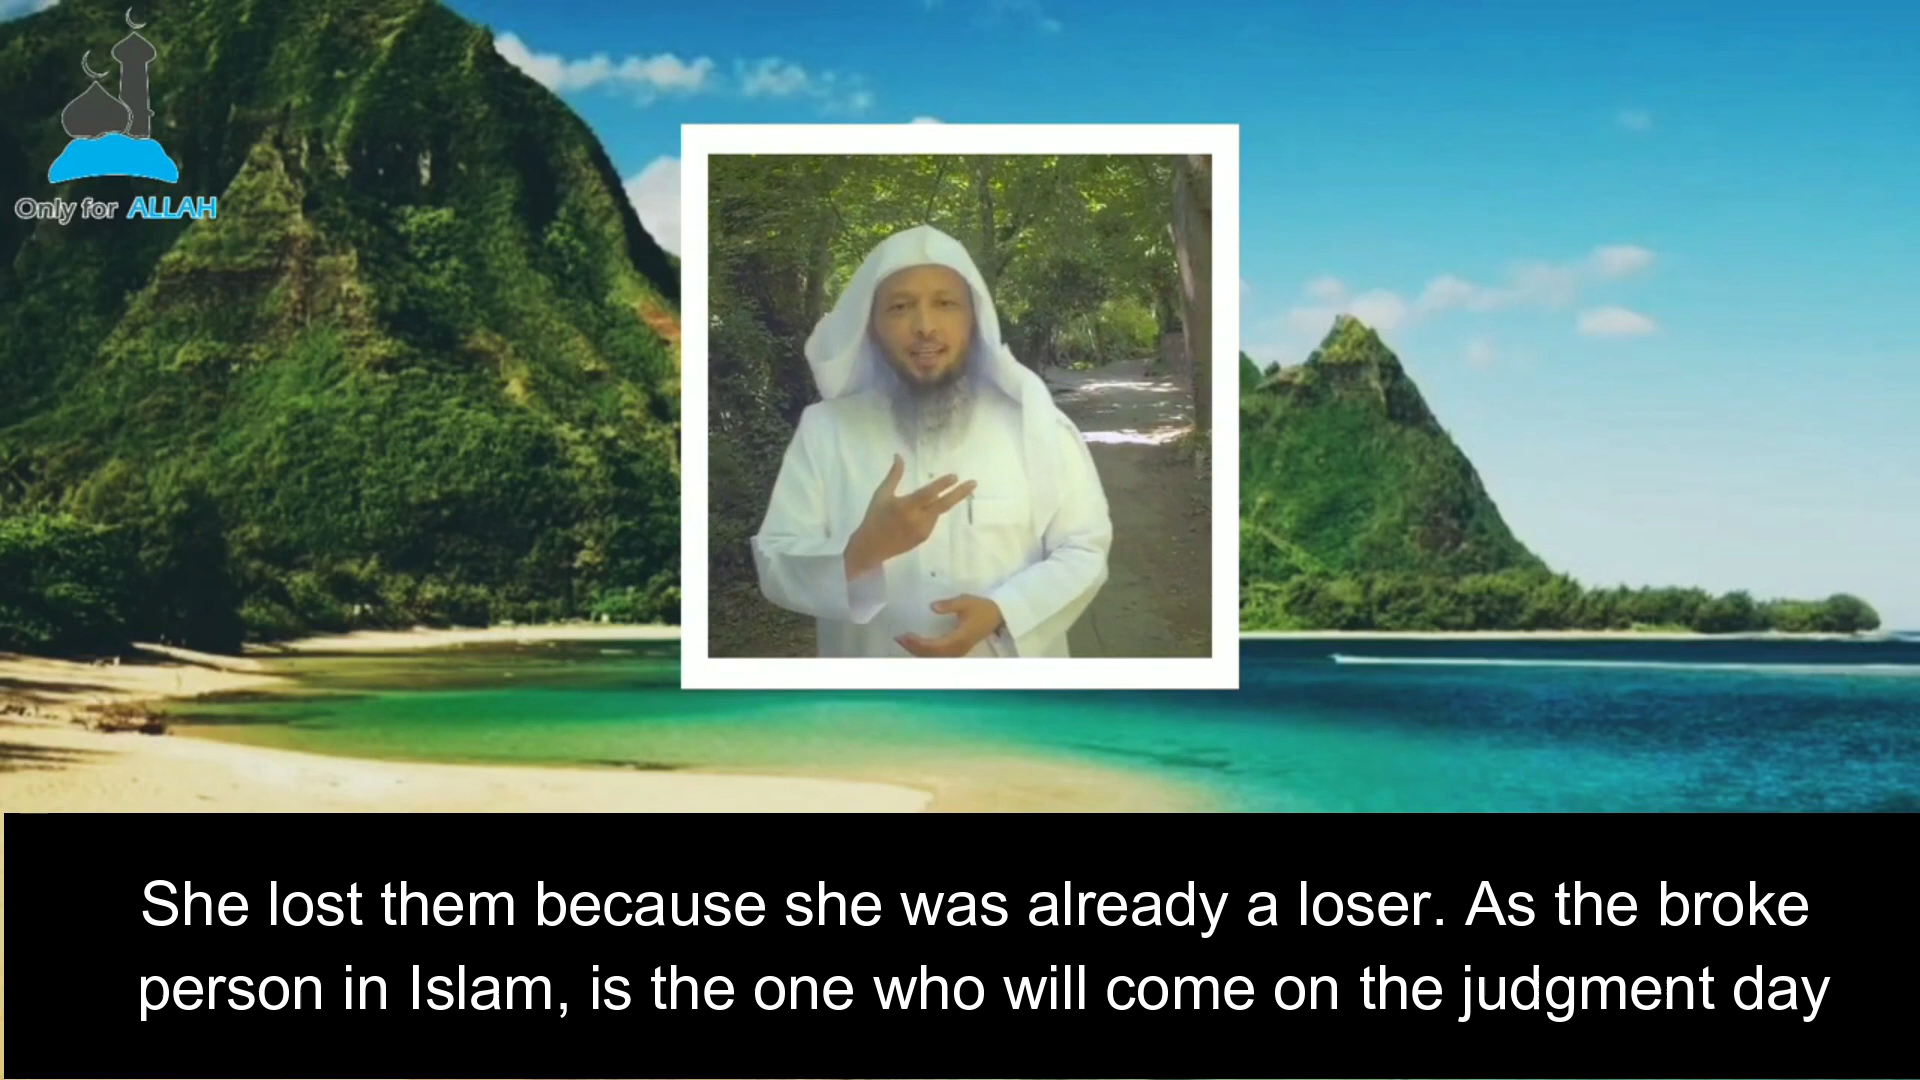 Only for ALLAH
She lost them because she was already a loser. As the broke
person in Islam, is the one who will come on the judgment day